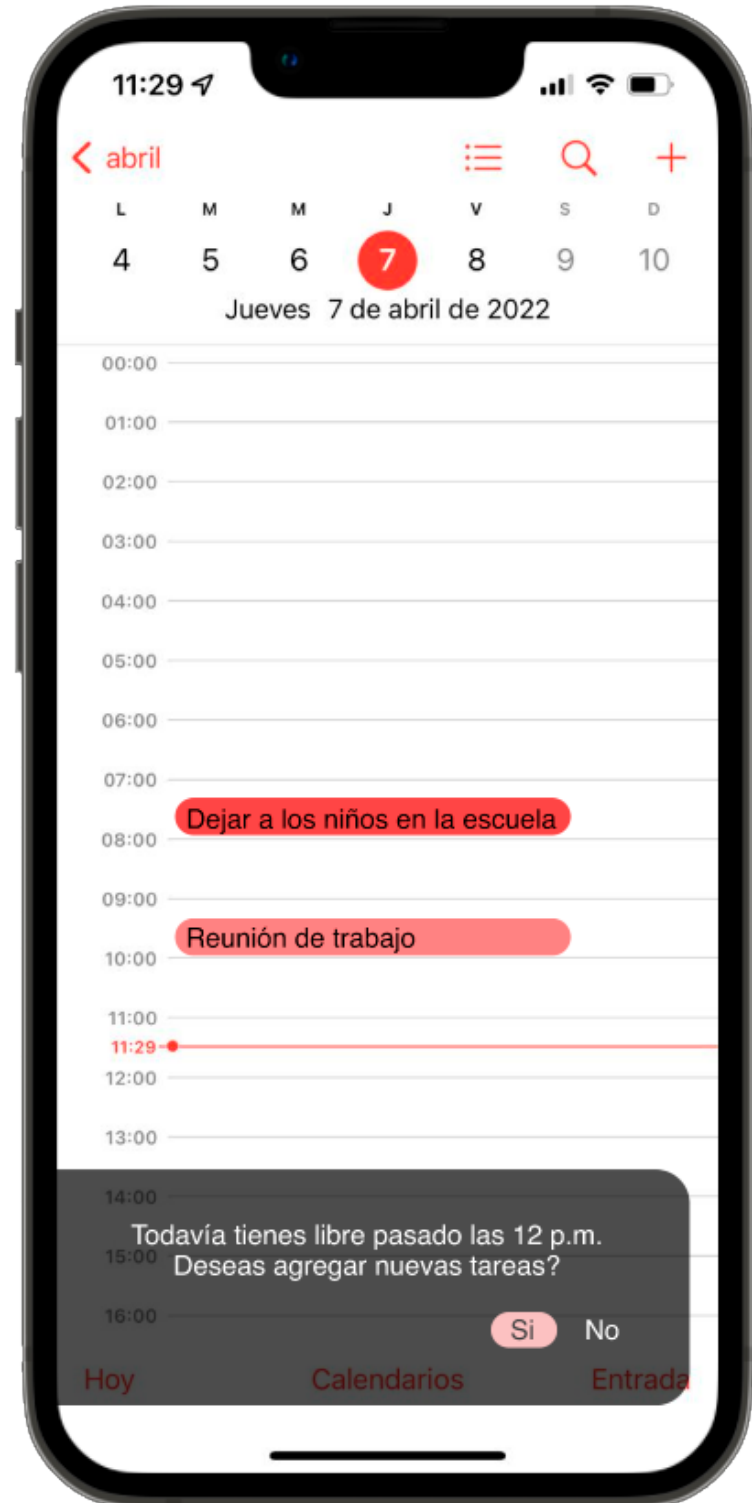 11:29
abril
L M M J V S D
4 5 6 7 8 9 10
Jueves 7 de abril de 2022
00:00
01:00
02:00
03:00
04:00
05:00
06:00
07:00
Dejar a los niños en la escuela
08:00
09:00
Reunión de trabajo
10:00
11:00
11:29
12:00
13:00
14:00
Todavía tienes libre pasado las 12 p.m.
15:00
Deseas agregar nuevas tareas?
16:00
Si No
Hoy Calendarios Entrada